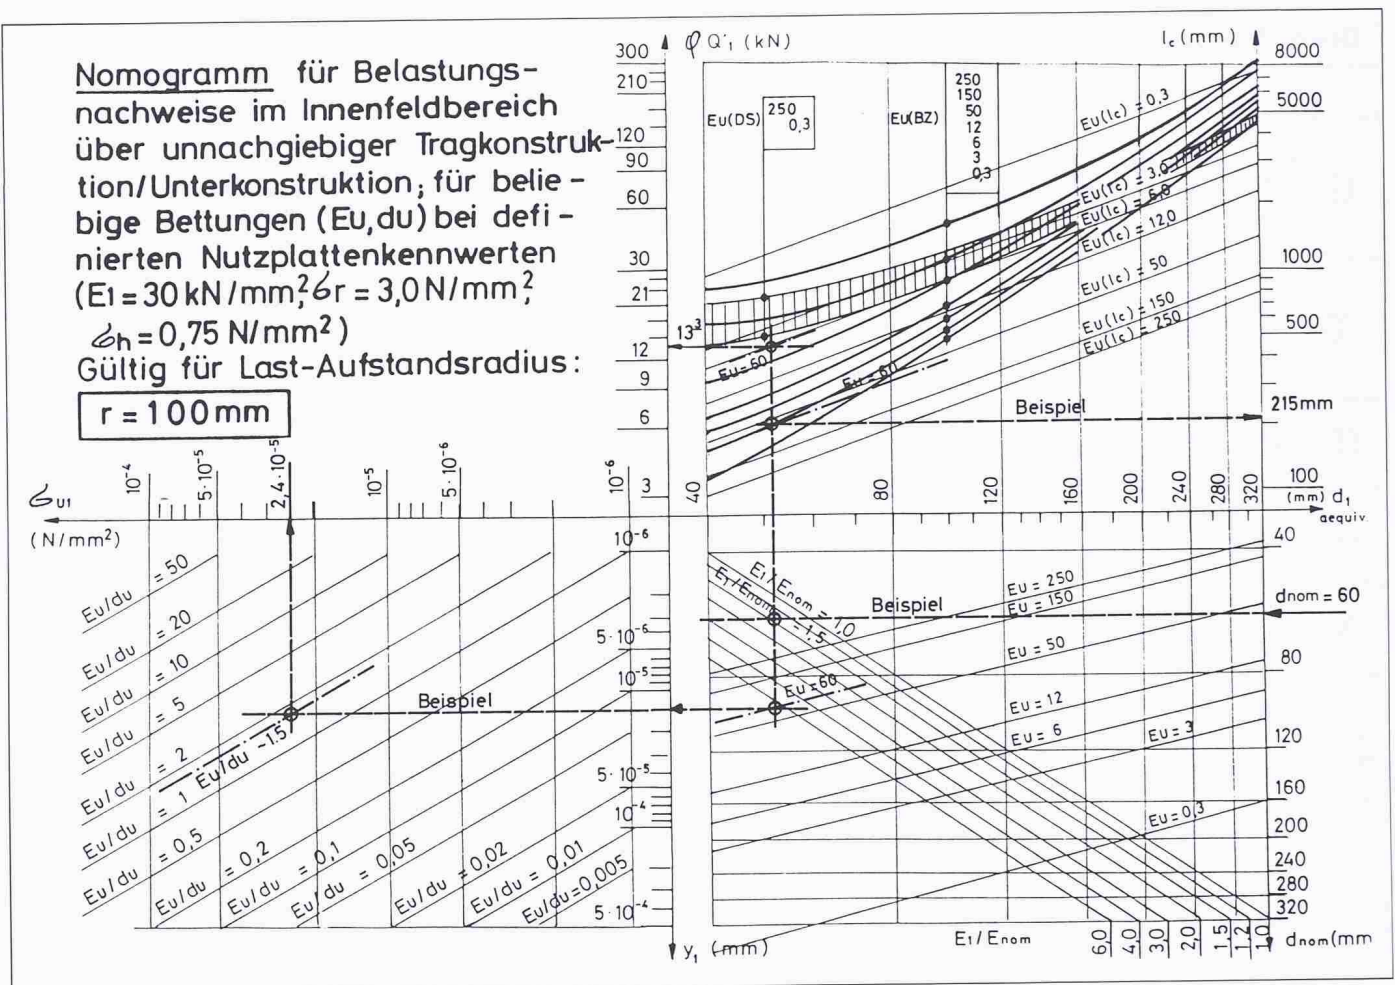 Nomogramm für Belastungs-
nachweise im Innenfeldbereich
über unnachgiebiger Tragkonstruk-
tion/Unterkonstruktion; für belie-
bige Bettungen (Eu,du) bei defi-
nierten Nutzplattenkennwerten
(E1 = 30 kN/mm², σr = 3,0 N/mm²,
σh = 0,75 N/mm²)
Gültig für Last-Aufstandsradius:
r = 100 mm
φ Q'1 (kN)
300
210
120
90
60
30
21
13³
12
9
6
3
lc (mm)
8000
5000
1000
500
215mm
100
Eu(DS)
250
0,3
Eu(BZ)
250
150
50
12
6
3
0,3
Eu(lc) = 0,3
Eu(lc) = 3,0
Eu(lc) = 6,0
Eu(lc) = 12,0
Eu(lc) = 50
Eu(lc) = 150
Eu(lc) = 250
Eu = 60
Eu = 60
Beispiel
40
80
120
160
200
240
280
320
(mm) d1
aequiv.
σU1
(N/mm²)
10⁻⁴
5·10⁻⁵
2,4·10⁻⁵
10⁻⁵
5·10⁻⁶
10⁻⁶
Eu/du = 50
Eu/du = 20
Eu/du = 10
Eu/du = 5
Eu/du = 2
Eu/du ~1.5
Eu/du = 1
Eu/du = 0,5
Eu/du = 0,2
Eu/du = 0,1
Eu/du = 0,05
Eu/du = 0,02
Eu/du = 0,01
Eu/du=0,005
Beispiel
10⁻⁶
5·10⁻⁶
10⁻⁵
5·10⁻⁵
10⁻⁴
5·10⁻⁴
y1 (mm)
E1/Enom = 1,0
E1/Enom = 1,5
Beispiel
Eu = 250
Eu = 150
Eu = 50
Eu = 60
Eu = 12
Eu = 6
Eu = 3
Eu = 0,3
40
dnom = 60
80
120
160
200
240
280
320
E1/Enom
6,0
4,0
3,0
2,0
1,5
1,2
1,0
dnom (mm